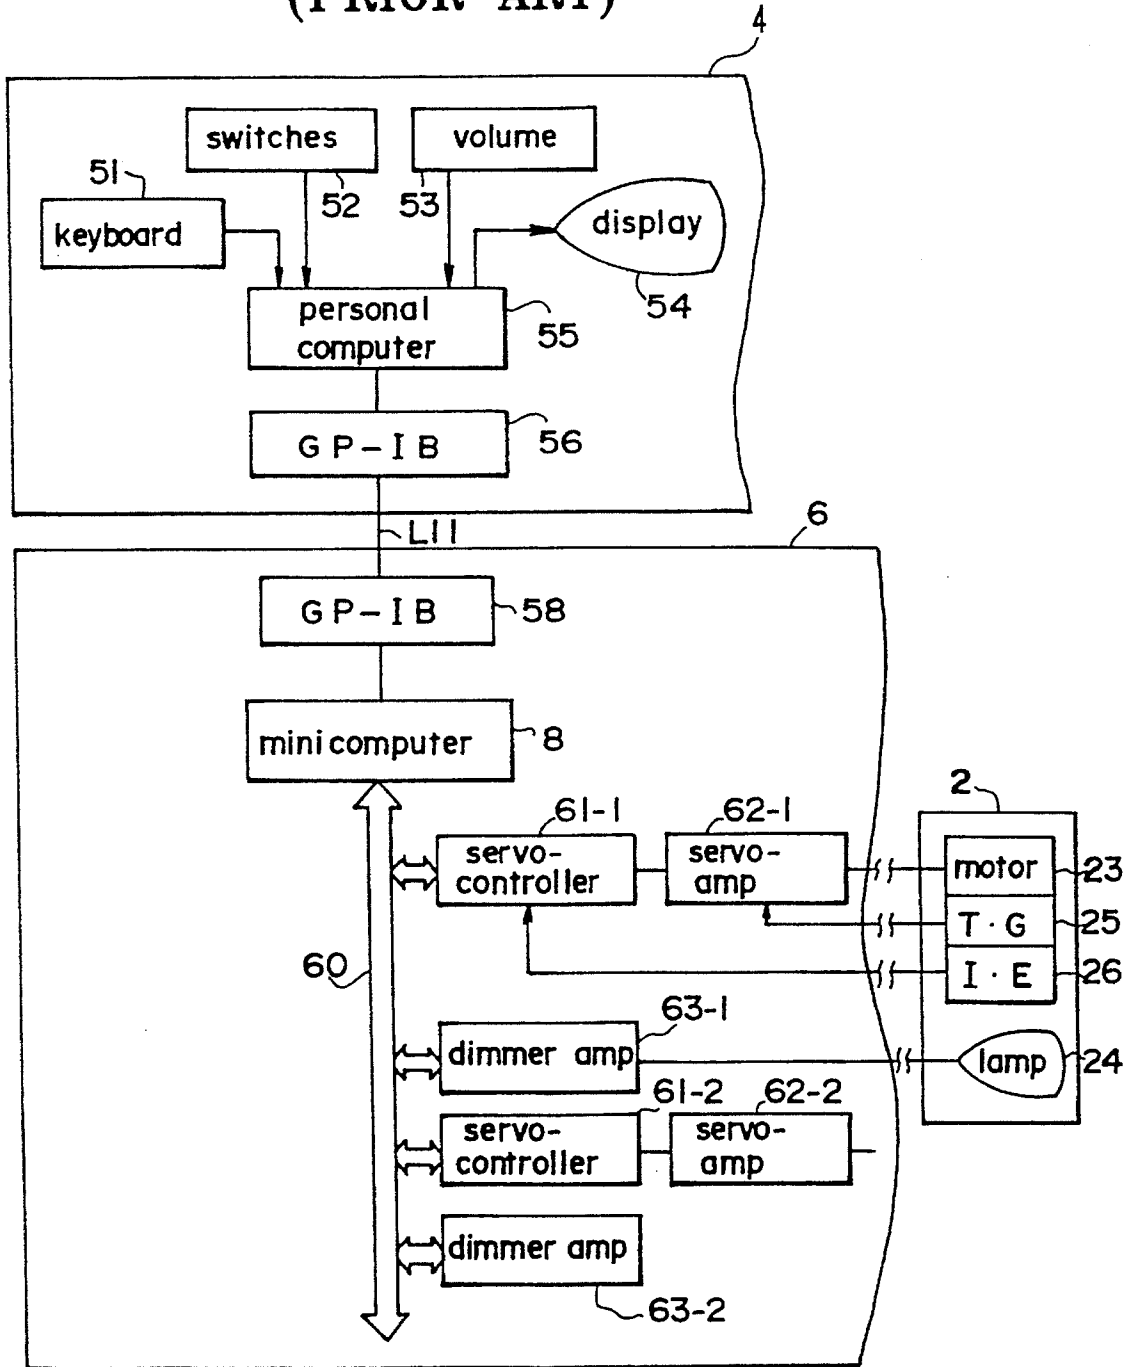 (PRIOR ART)
4
switches
volume
51
52
53
keyboard
display
54
personal
computer
55
GP-IB
56
L11
6
GP-IB
58
minicomputer
8
61-1
62-1
2
servo-
controller
servo-
amp
motor
23
T·G
25
60
I·E
26
63-1
dimmer amp
lamp
24
61-2
62-2
servo-
controller
servo-
amp
dimmer amp
63-2